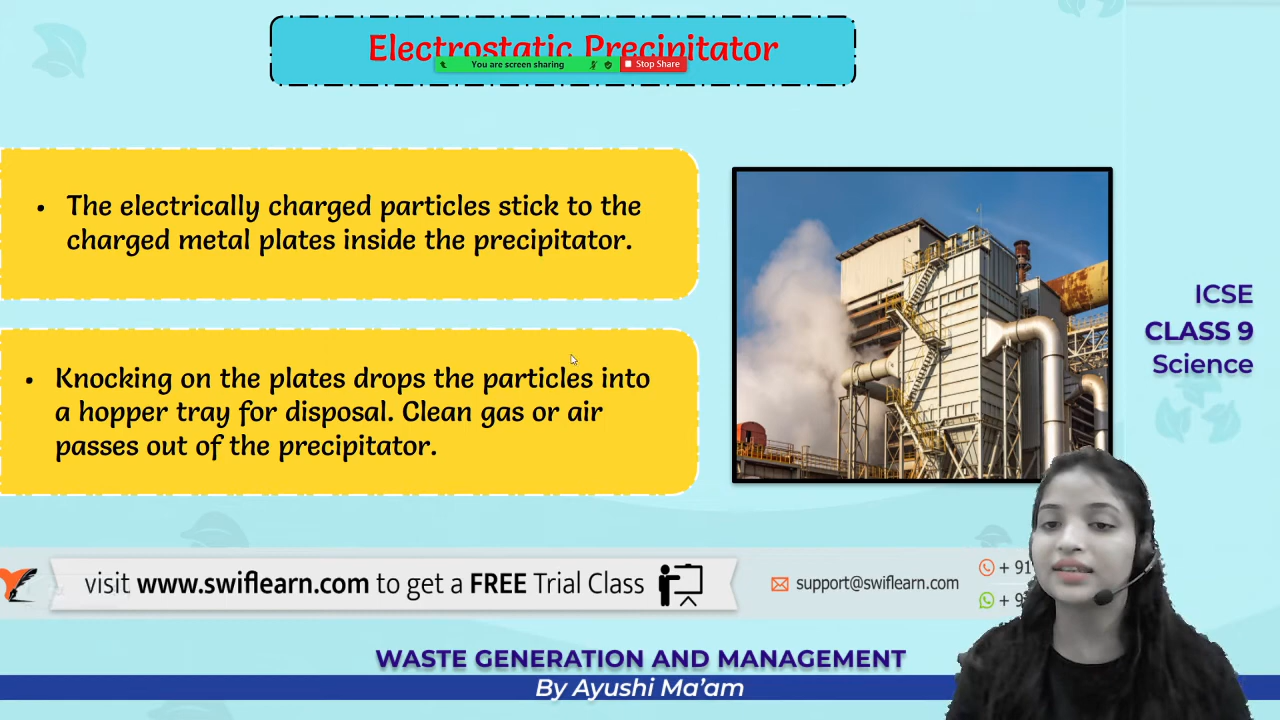 Electrostatic Precipitator
You are screen sharing
Stop Share
• The electrically charged particles stick to the
charged metal plates inside the precipitator.
• Knocking on the plates drops the particles into
a hopper tray for disposal. Clean gas or air
passes out of the precipitator.
ICSE
CLASS 9
Science
visit www.swiflearn.com to get a FREE Trial Class
support@swiflearn.com
+ 91
+ 9
WASTE GENERATION AND MANAGEMENT
By Ayushi Ma'am